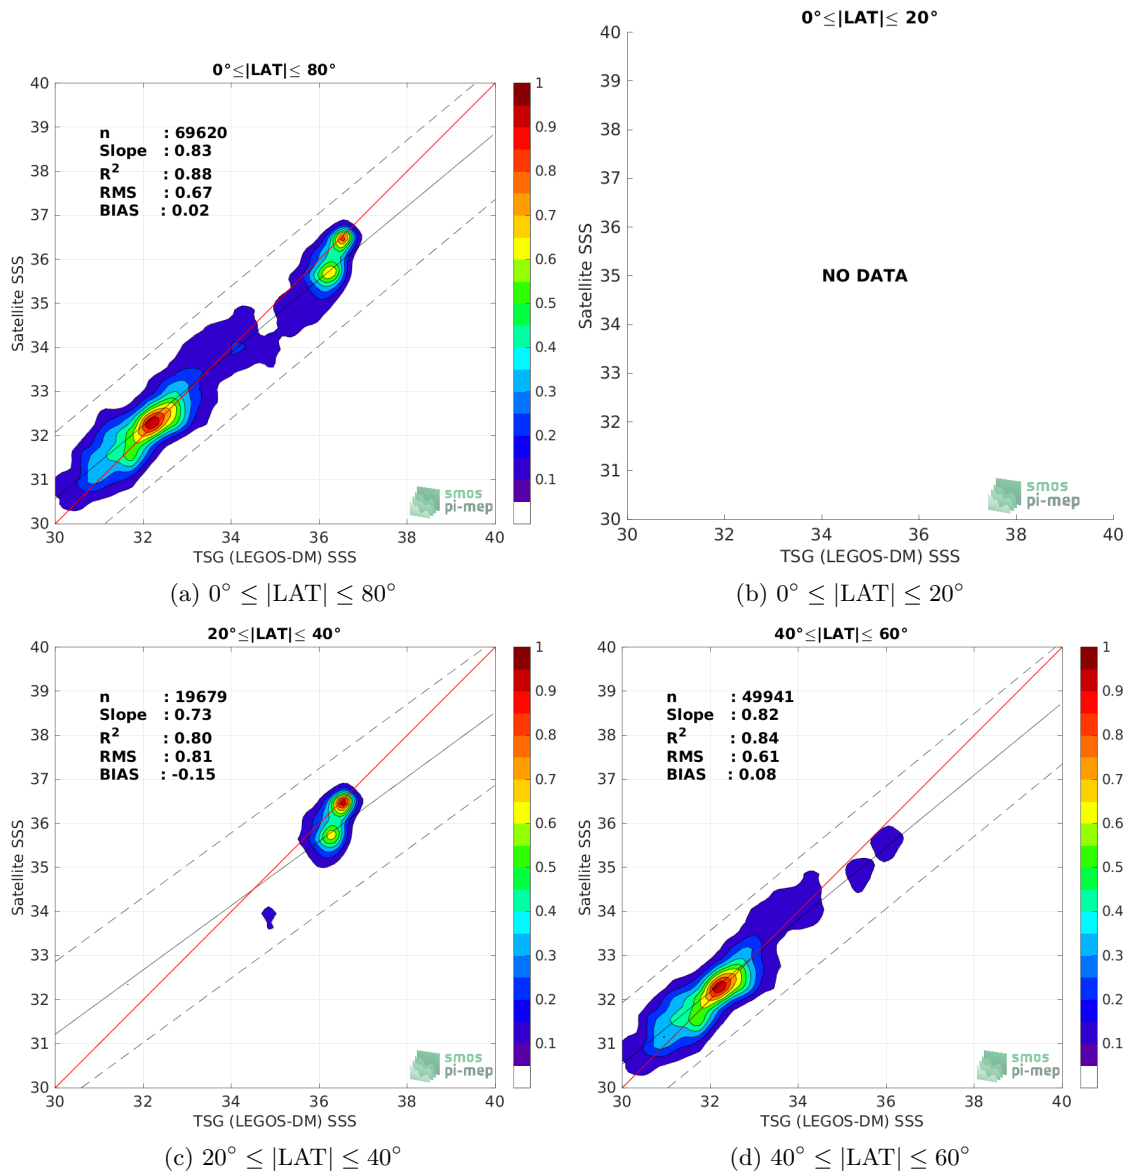 0°≤|LAT|≤ 80°
n : 69620
Slope : 0.83
R² : 0.88
RMS : 0.67
BIAS : 0.02
40
39
38
37
36
35
34
33
32
31
30
30 32 34 36 38 40
Satellite SSS
TSG (LEGOS-DM) SSS
1
0.9
0.8
0.7
0.6
0.5
0.4
0.3
0.2
0.1
smos
pi-mep
(a) 0° ≤ |LAT| ≤ 80°
0°≤|LAT|≤ 20°
40
39
38
37
36
35
34
33
32
31
30
30 32 34 36 38 40
Satellite SSS
NO DATA
TSG (LEGOS-DM) SSS
smos
pi-mep
(b) 0° ≤ |LAT| ≤ 20°
20°≤|LAT|≤ 40°
n : 19679
Slope : 0.73
R² : 0.80
RMS : 0.81
BIAS : -0.15
40
39
38
37
36
35
34
33
32
31
30
30 32 34 36 38 40
Satellite SSS
TSG (LEGOS-DM) SSS
1
0.9
0.8
0.7
0.6
0.5
0.4
0.3
0.2
0.1
smos
pi-mep
(c) 20° ≤ |LAT| ≤ 40°
40°≤|LAT|≤ 60°
n : 49941
Slope : 0.82
R² : 0.84
RMS : 0.61
BIAS : 0.08
40
39
38
37
36
35
34
33
32
31
30
30 32 34 36 38 40
Satellite SSS
TSG (LEGOS-DM) SSS
1
0.9
0.8
0.7
0.6
0.5
0.4
0.3
0.2
0.1
smos
pi-mep
(d) 40° ≤ |LAT| ≤ 60°